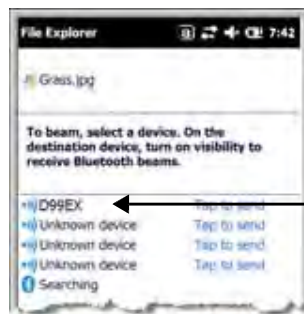 File Explorer 7:42
Grass.jpg
To beam, select a device. On the
destination device, turn on visibility to
receive Bluetooth beams.
D99EX Tap to send
Unknown device Tap to send
Unknown device Tap to send
Unknown device Tap to send
Searching